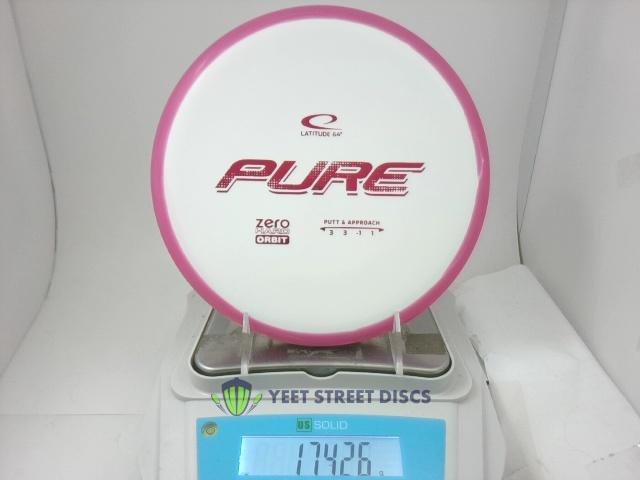 LATITUDE 64°
PURE
zero
HARD
ORBIT
PUTT & APPROACH
3 3 -1 1
YEET STREET DISCS
US SOLID
174.26 g